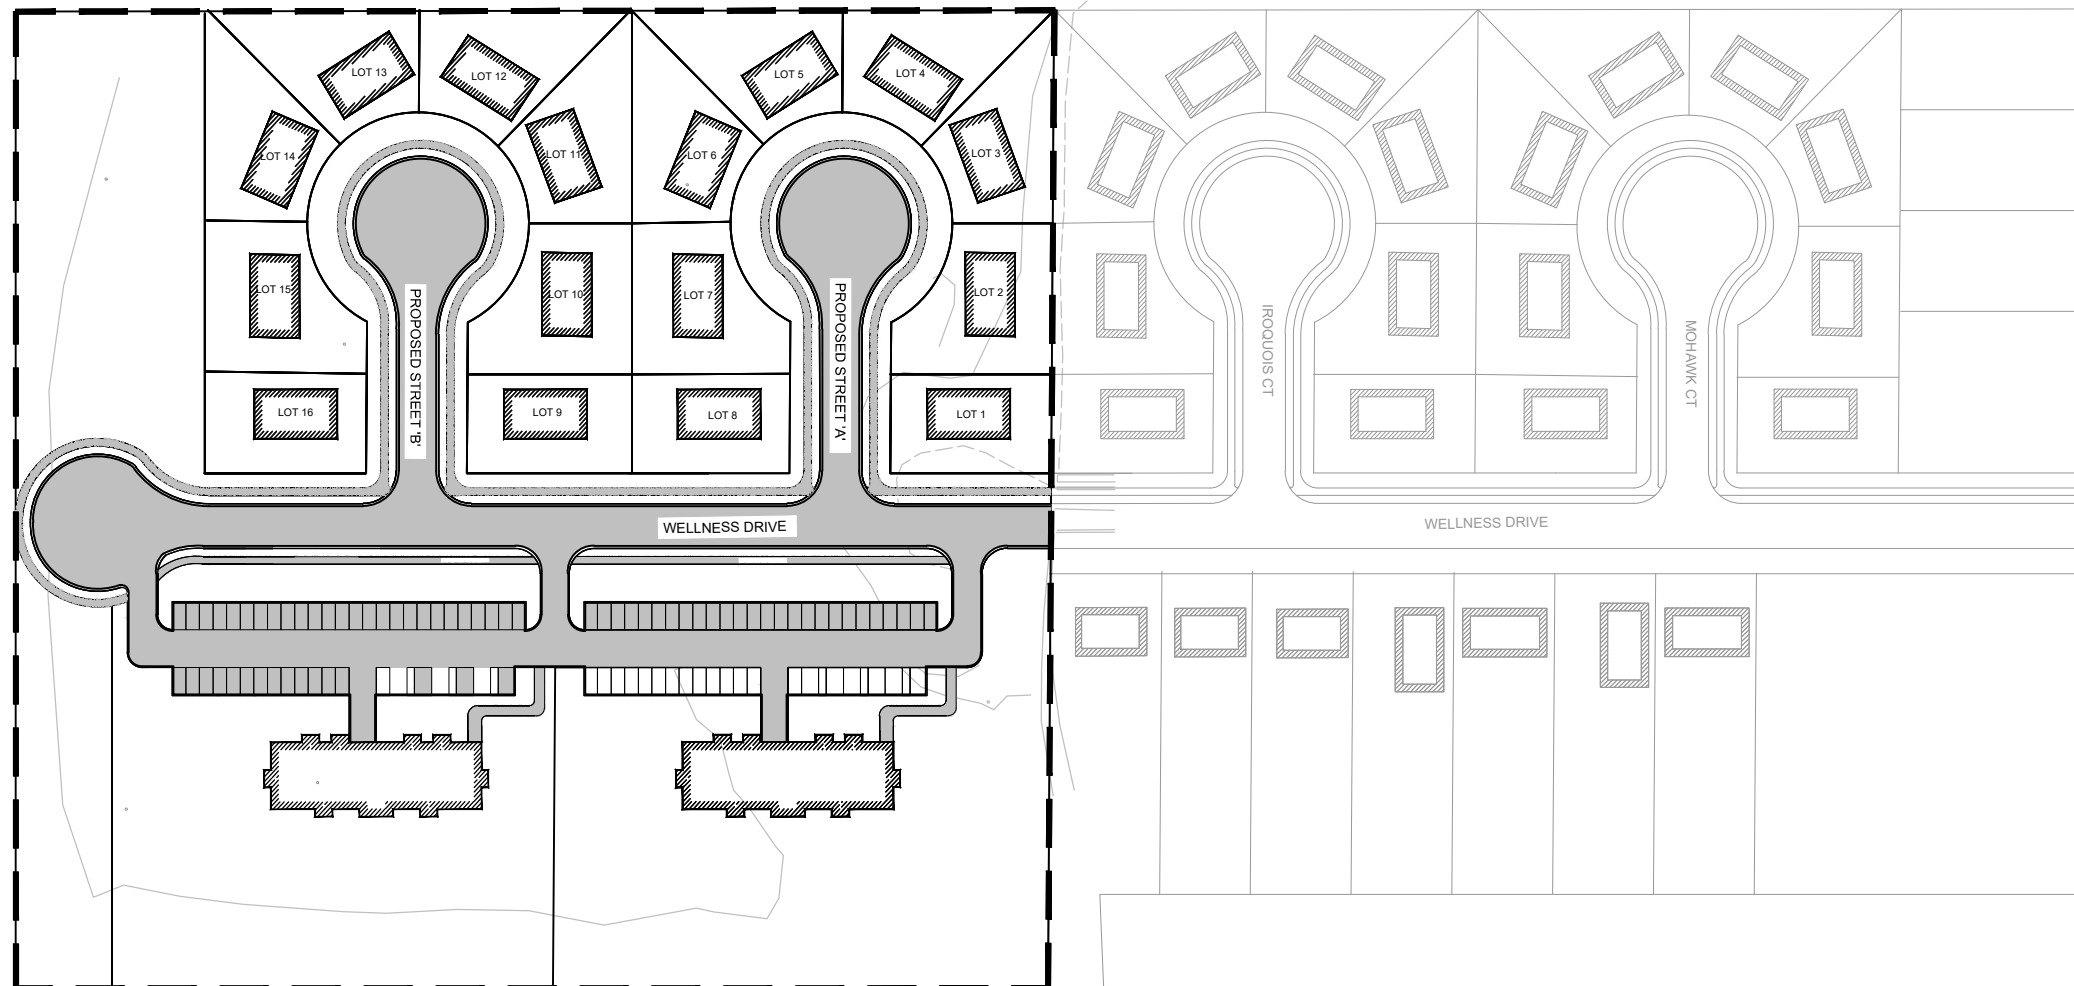 LOT 13
LOT 12
LOT 5
LOT 4
LOT 14
LOT 11
LOT 6
LOT 3
LOT 15
LOT 10
LOT 7
LOT 2
PROPOSED STREET 'B'
PROPOSED STREET 'A'
IROQUOIS CT
MOHAWK CT
LOT 16
LOT 9
LOT 8
LOT 1
WELLNESS DRIVE
WELLNESS DRIVE